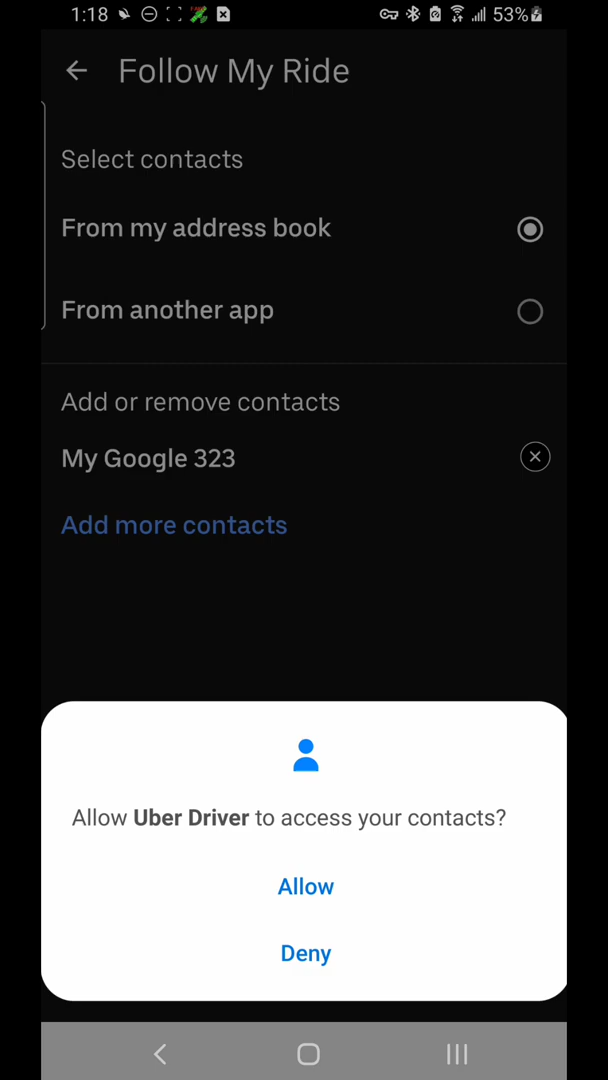 1:18 53%
Follow My Ride
Select contacts
From my address book
From another app
Add or remove contacts
My Google 323
Add more contacts
Allow Uber Driver to access your contacts?
Allow
Deny